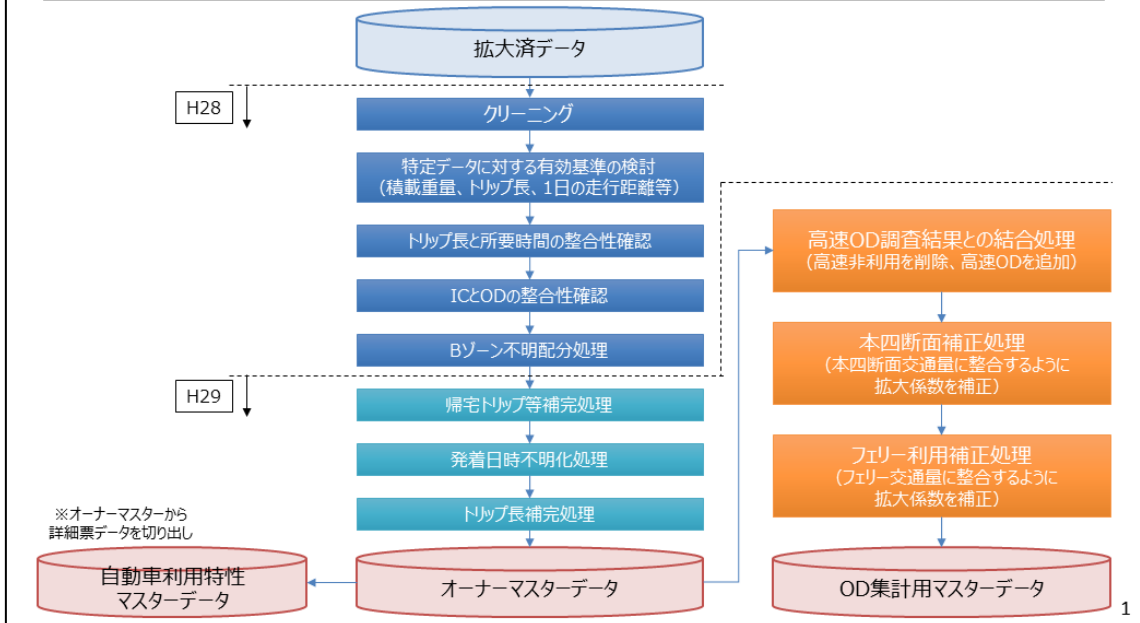 拡大済データ
H28
クリーニング
特定データに対する有効基準の検討
(積載重量、トリップ長、1日の走行距離等)
トリップ長と所要時間の整合性確認
ICとODの整合性確認
Bゾーン不明配分処理
H29
帰宅トリップ等補完処理
発着日時不明化処理
トリップ長補完処理
オーナーマスターデータ
※オーナーマスターから
詳細票データを切り出し
自動車利用特性
マスターデータ
高速OD調査結果との結合処理
(高速非利用を削除、高速ODを追加)
本四断面補正処理
(本四断面交通量に整合するように
拡大係数を補正)
フェリー利用補正処理
(フェリー交通量に整合するように
拡大係数を補正)
OD集計用マスターデータ
1